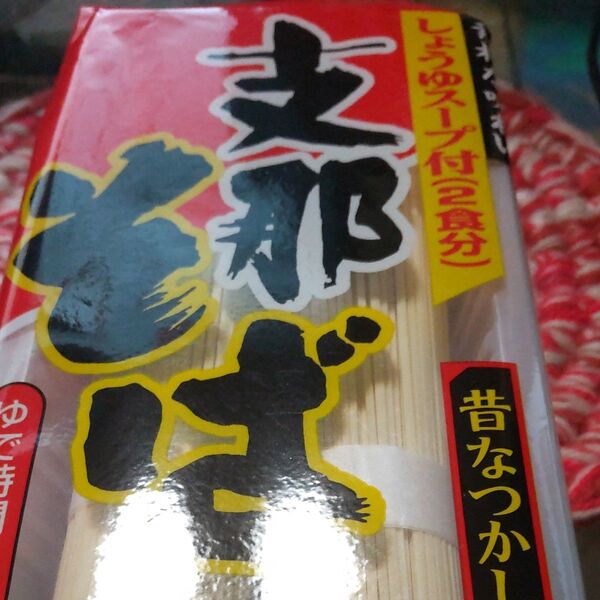 支那
そば
しょうゆスープ付(2食分)
昔なつかし
ゆで時間